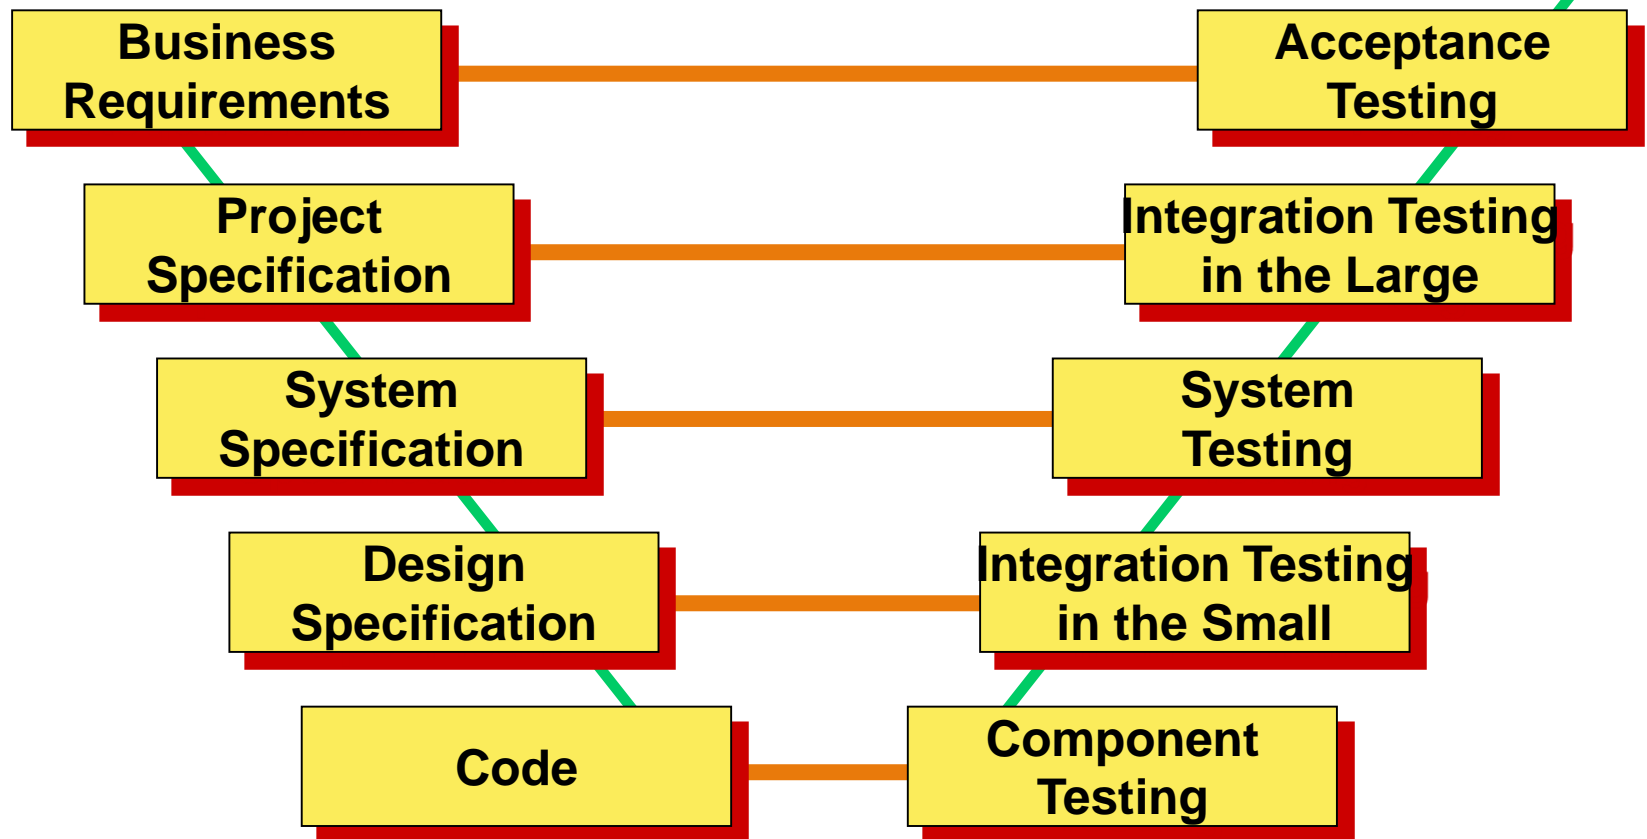 Business
Requirements
Acceptance
Testing
Project
Specification
Integration Testing
in the Large
System
Specification
System
Testing
Design
Specification
Integration Testing
in the Small
Code
Component
Testing